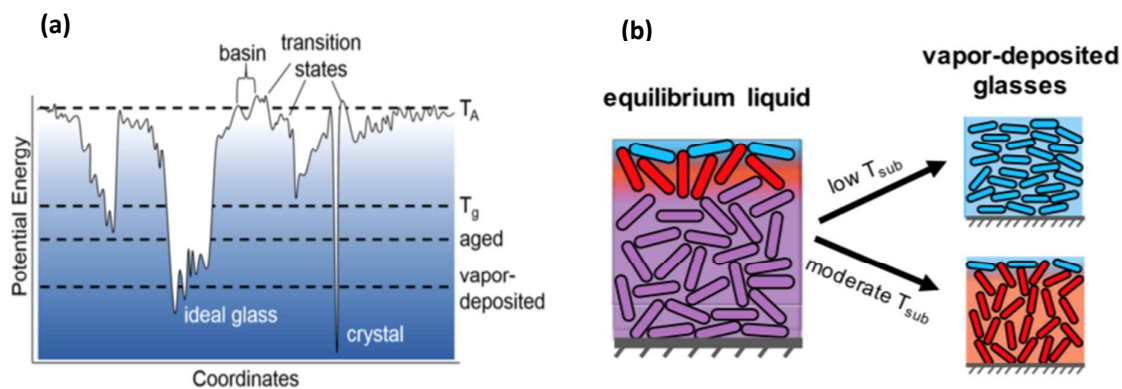 (a)
basin
transition
states
T_A
T_g
aged
vapor-
deposited
ideal glass
crystal
Potential Energy
Coordinates
(b)
vapor-deposited
glasses
equilibrium liquid
low T_sub
moderate T_sub